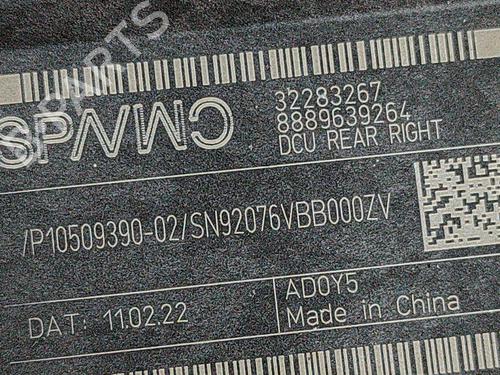 32283267
8889639264
DCU REAR RIGHT
/P10509390-02/SN92076VBB000ZV
DAT: 11.02.22
AD0Y5
Made in China